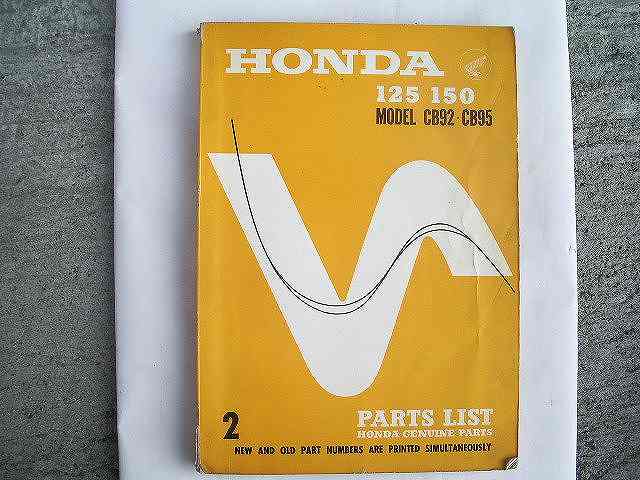 HONDA
125 150
MODEL CB92·CB95
2
PARTS LIST
HONDA GENUINE PARTS
NEW AND OLD PART NUMBERS ARE PRINTED SIMULTANEOUSLY